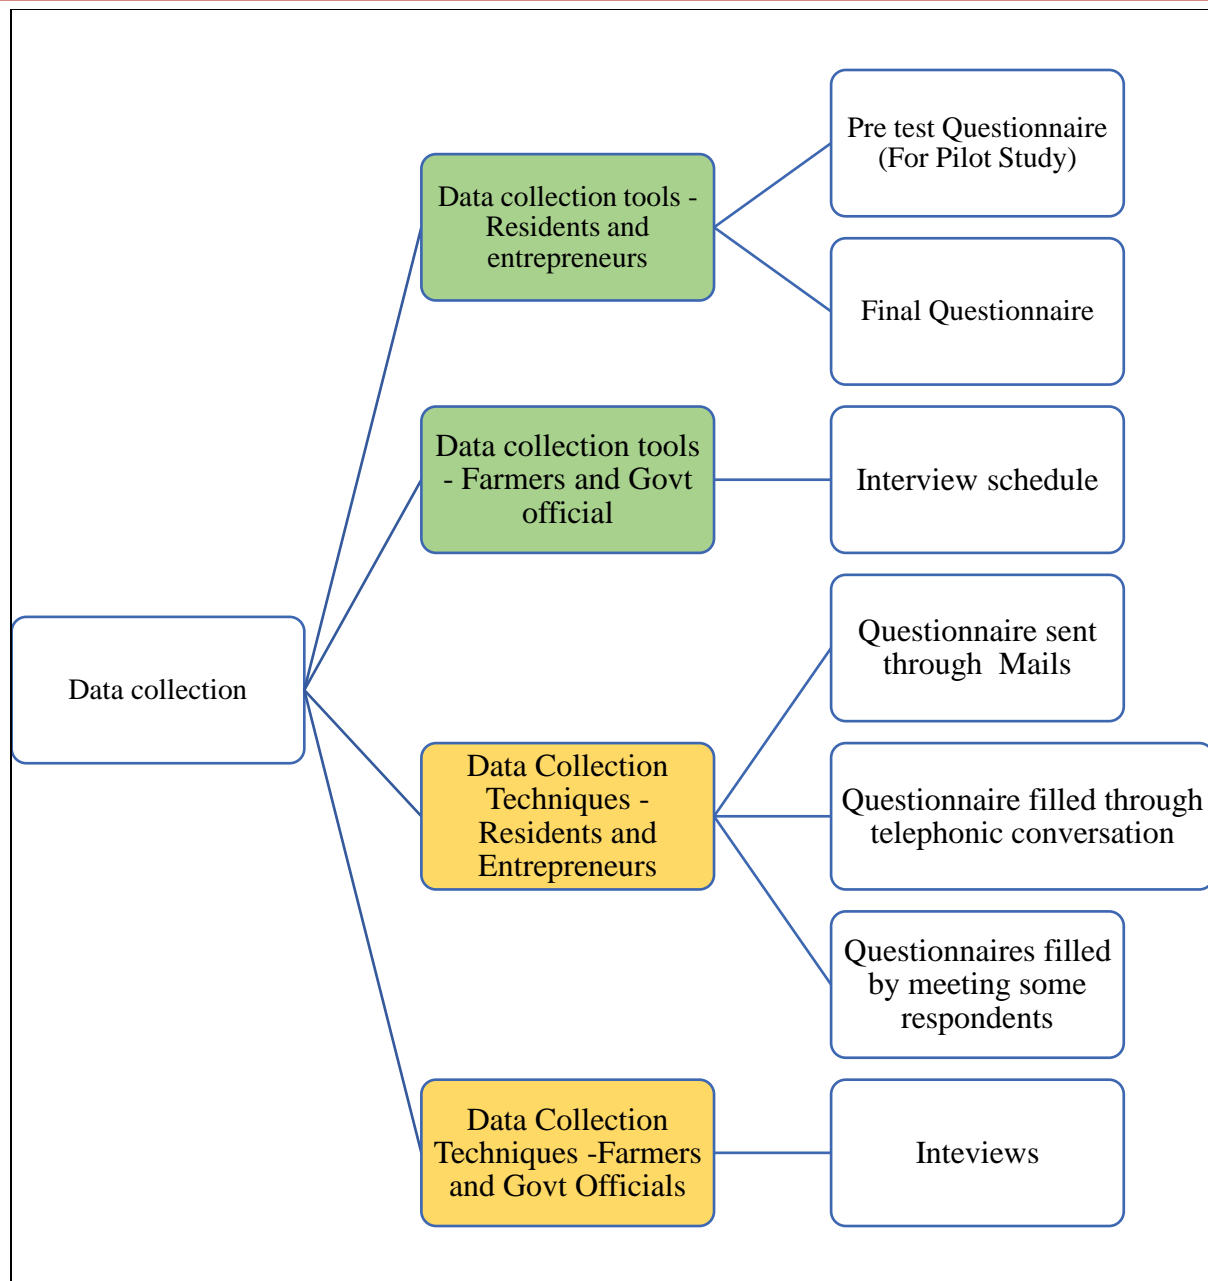 Data collection
Data collection tools -
Residents and
entrepreneurs
Pre test Questionnaire
(For Pilot Study)
Final Questionnaire
Data collection tools
- Farmers and Govt
official
Interview schedule
Data Collection
Techniques -
Residents and
Entrepreneurs
Questionnaire sent
through  Mails
Questionnaire filled through
telephonic conversation
Questionnaires filled
by meeting some
respondents
Data Collection
Techniques -Farmers
and Govt Officials
Inteviews